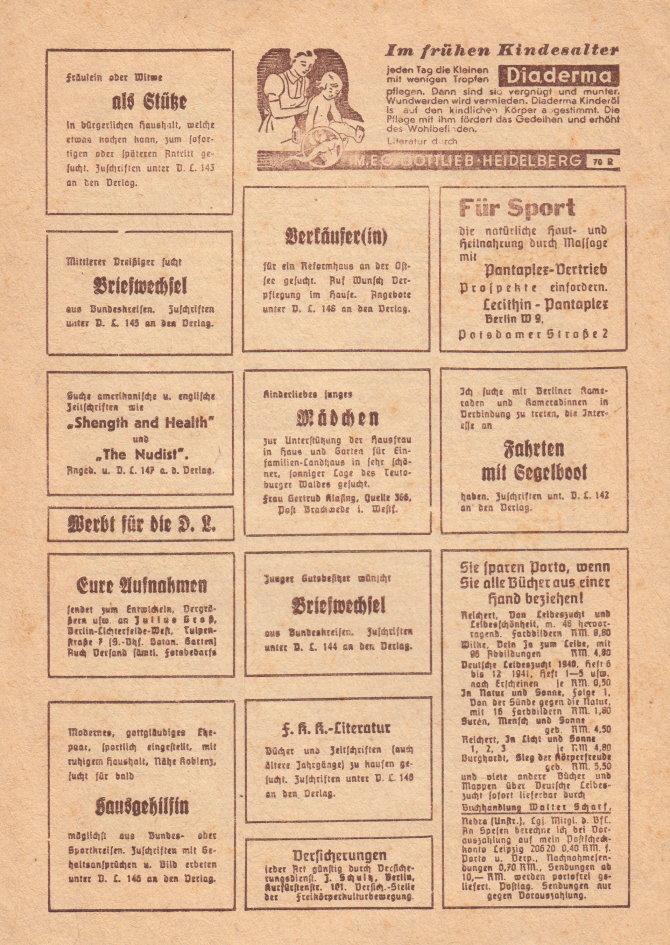 Fräulein oder Witwe
als Stütze
in bürgerlichen Haushalt, welche
etwas kochen kann, zum sofor-
tigen oder späteren Antritt ge-
sucht. Zuschriften unter D. L. 143
an den Verlag.
Im frühen Kindesalter
jeden Tag die Kleinen
mit wenigen Tropfen
Diaderma
pflegen. Dann sind sie vergnügt und munter.
Wundwerden wird vermieden. Diaderma Kinderöl
is auf den kindlichen Körper abgestimmt. Die
Pflege mit ihm fördert das Gedeihen und erhöht
des Wohlbefinden.
Literatur durch
M.E.G. GOTTLIEB · HEIDELBERG 70 R
Mittlerer Dreißiger sucht
Briefwechsel
aus Bundeskreisen. Zuschriften
unter D. L. 145 an den Verlag.
Verkäufer(in)
für ein Reformhaus an der Ost-
see gesucht. Auf Wunsch Ver-
pflegung im Hause. Angebote
unter D. L. 148 an den Verlag.
Für Sport
die natürliche Haut- und
Heilnahrung durch Massage
mit
Pantaplex-Vertrieb
Prospekte einfordern.
Lecithin - Pantaplex
Berlin W 9,
Potsdamer Straße 2
Suche amerikanische u. englische
Zeitschriften wie
„Shength and Health"
und
„The Nudist".
Angeb. u. D. L. 147 a. d. Verlag.
Kinderliebes junges
Mädchen
zur Unterstützung der Hausfrau
in Haus und Garten für Ein-
familien-Landhaus in sehr schö-
ner, sonniger Lage des Teuto-
burger Waldes gesucht.
Frau Gertrud Klasing, Quelle 366,
Post Brackwede i. Westf.
Ich suche mit Berliner Kame-
raden und Kameradinnen in
Verbindung zu treten, die Inter-
esse an
Fahrten
mit Segelboot
haben. Zuschriften unt. D. L. 142
an den Verlag.
Werbt für die D. L.
Eure Aufnahmen
sendet zum Entwickeln, Vergrö-
ßern usw. an Julius Groß,
Berlin-Lichterfelde-West, Tulpen-
straße 7 (S.-Bhf. Botan. Garten)
Auch Versand sämtl. Fotobedarfs
Junger Gutsbesitzer wünscht
Briefwechsel
aus Bundeskreisen. Zuschriften
unter D. L. 144 an den Verlag.
Sie sparen Porto, wenn
Sie alle Bücher aus einer
Hand beziehen!
Reichert, Von Leibeszucht und
Leibesschönheit, m. 46 hervor-
ragend. Farbbildern RM. 8,80
Wilke, Dein Ja zum Leibe, mit
96 Abbildungen RM. 4,80
Deutsche Leibeszucht 1940. Heft 6
bis 12 1941, Heft 1—5 usw.
nach Erscheinen je RM. 0,50
In Natur und Sonne, Folge 1,
Von der Sünde gegen die Natur,
mit 16 Farbbildern RM. 1,80
Surén, Mensch und Sonne
geb. RM. 4,50
Reichert, In Licht und Sonne
1, 2, 3 je RM. 4,80
Burghardt, Sieg der Körperfreude
geb. RM. 5,50
und viele andere Bücher und
Mappen über Deutsche Leibes-
zucht sofort lieferbar durch
Buchhandlung Walter Scharf,
Nebra (Unstr.), Lgl. Mitgl. d. BfL.
An Spesen berechne ich bei Vor-
auszahlung auf mein Postscheck-
konto Leipzig 20620 0,40 RM. f.
Porto u. Verp., Nachnahmesen-
dungen 0,70 RM., Sendungen ab
10,— RM. werden portofrei ge-
liefert. Postlag. Sendungen nur
gegen Vorauszahlung.
Modernes, gottgläubiges Ehe-
paar, sportlich eingestellt, mit
ruhigem Haushalt, Nähe Koblenz,
sucht für bald
Hausgehilfin
möglichst aus Bundes- oder
Sportkreisen. Zuschriften mit Ge-
haltsansprüchen u. Bild erbeten
unter D. L. 146 an den Verlag.
F. K. K.-Literatur
Bücher und Zeitschriften (auch
ältere Jahrgänge) zu kaufen ge-
sucht. Zuschriften unter D. L. 149
an den Verlag.
Versicherungen
jeder Art günstig durch Versiche-
rungsdienst. J. Schulz, Berlin,
Kurfürstenstr. 101. Versich.-Stelle
der Freikörperkulturbewegung.